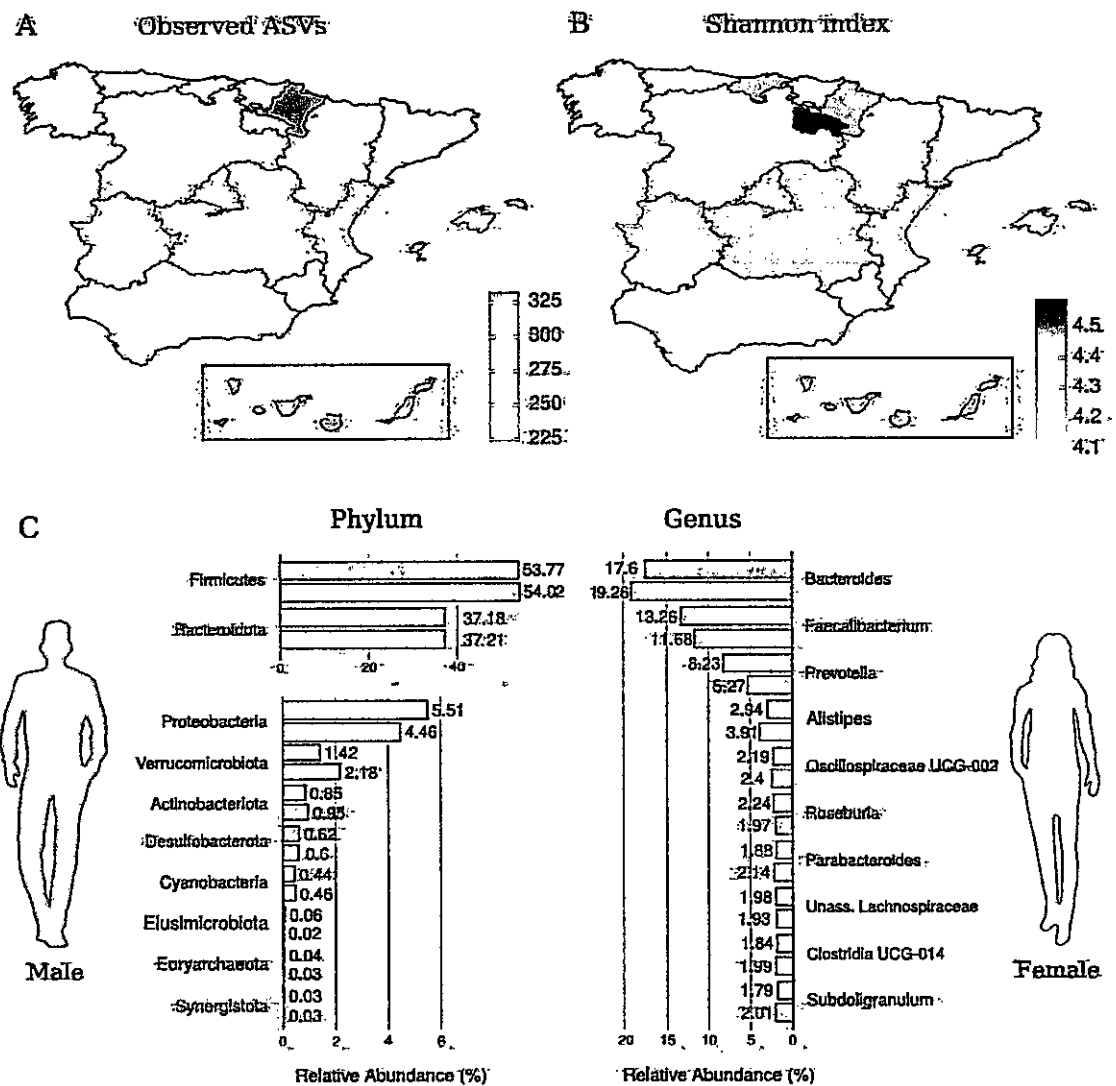 A Observed ASVs
B Shannon index
325
300
275
250
225
4.5
4.4
4.3
4.2
4.1
C
Phylum
Genus
Firmicutes
53.77
54.02
Bacteroidota
37.18
37.21
0 20 40
Proteobacteria
5.51
4.46
Verrucomicrobiota
1.42
2.18
Actinobacteriota
0.85
0.95
Desulfobacterota
0.62
0.6
Cyanobacteria
0.44
0.46
Elusimicrobiota
0.06
0.02
Euryarchaeota
0.04
0.03
Synergistota
0.03
0.03
0 2 4 6
Relative Abundance (%)
Male
17.6
19.26
Bacteroides
13.26
11.68
Faecalibacterium
8.23
5.27
Prevotella
2.94
3.91
Alistipes
2.19
2.4
Oscillospiraceae UCG-002
2.24
1.97
Roseburia
1.88
2.14
Parabacteroides
1.98
1.93
Unass. Lachnospiraceae
1.84
1.99
Clostridia UCG-014
1.79
2.01
Subdoligranulum
20 15 10 5 0
Relative Abundance (%)
Female